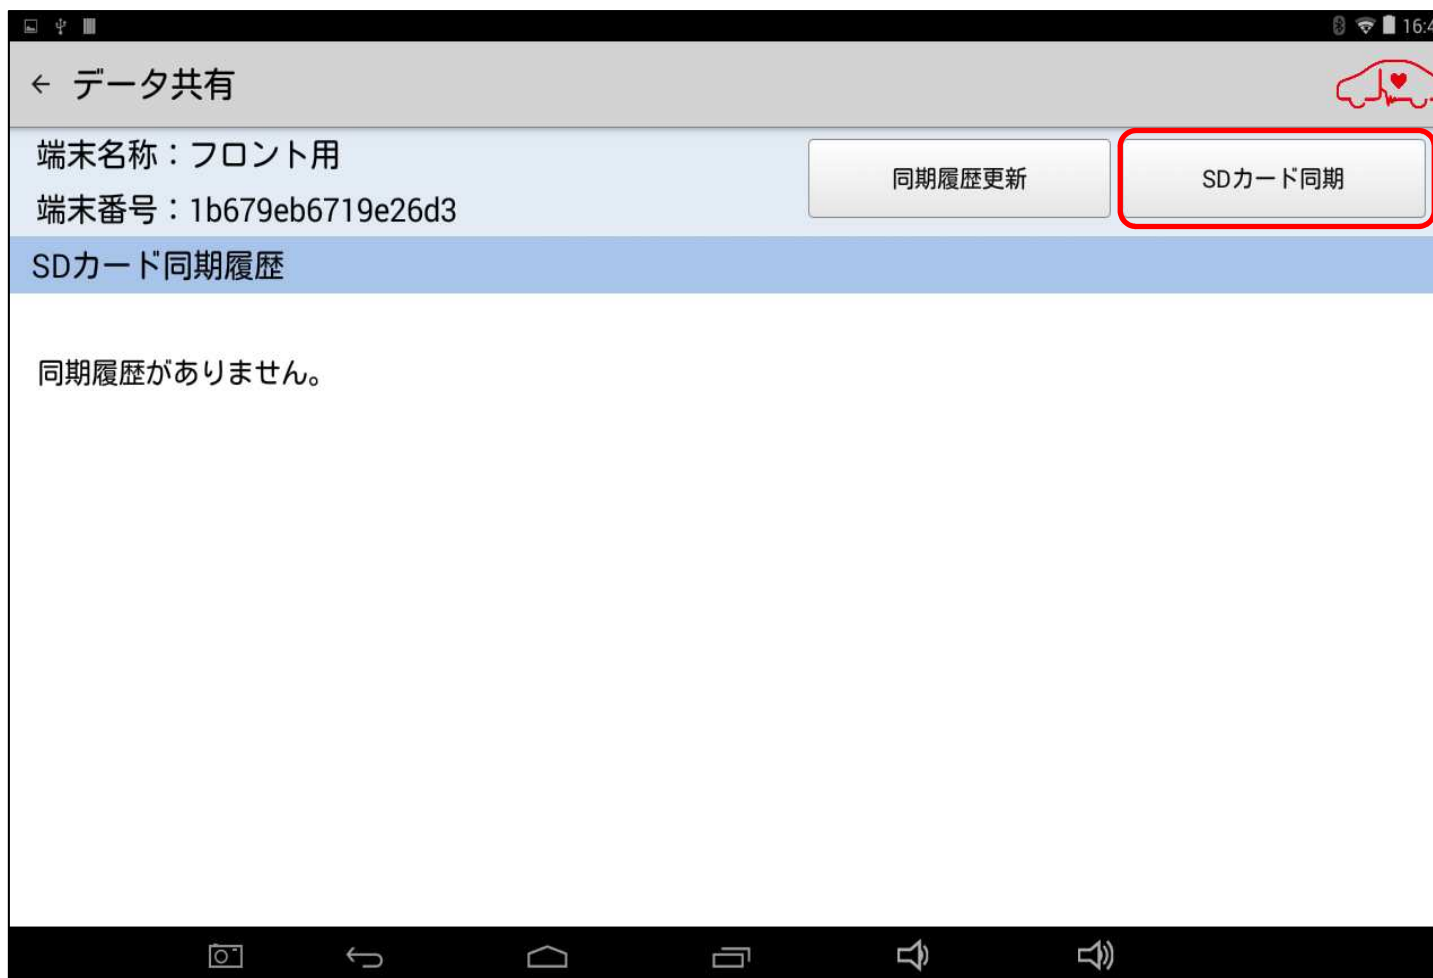 16:4
← データ共有
端末名称：フロント用
端末番号：1b679eb6719e26d3
同期履歴更新
SDカード同期
SDカード同期履歴
同期履歴がありません。